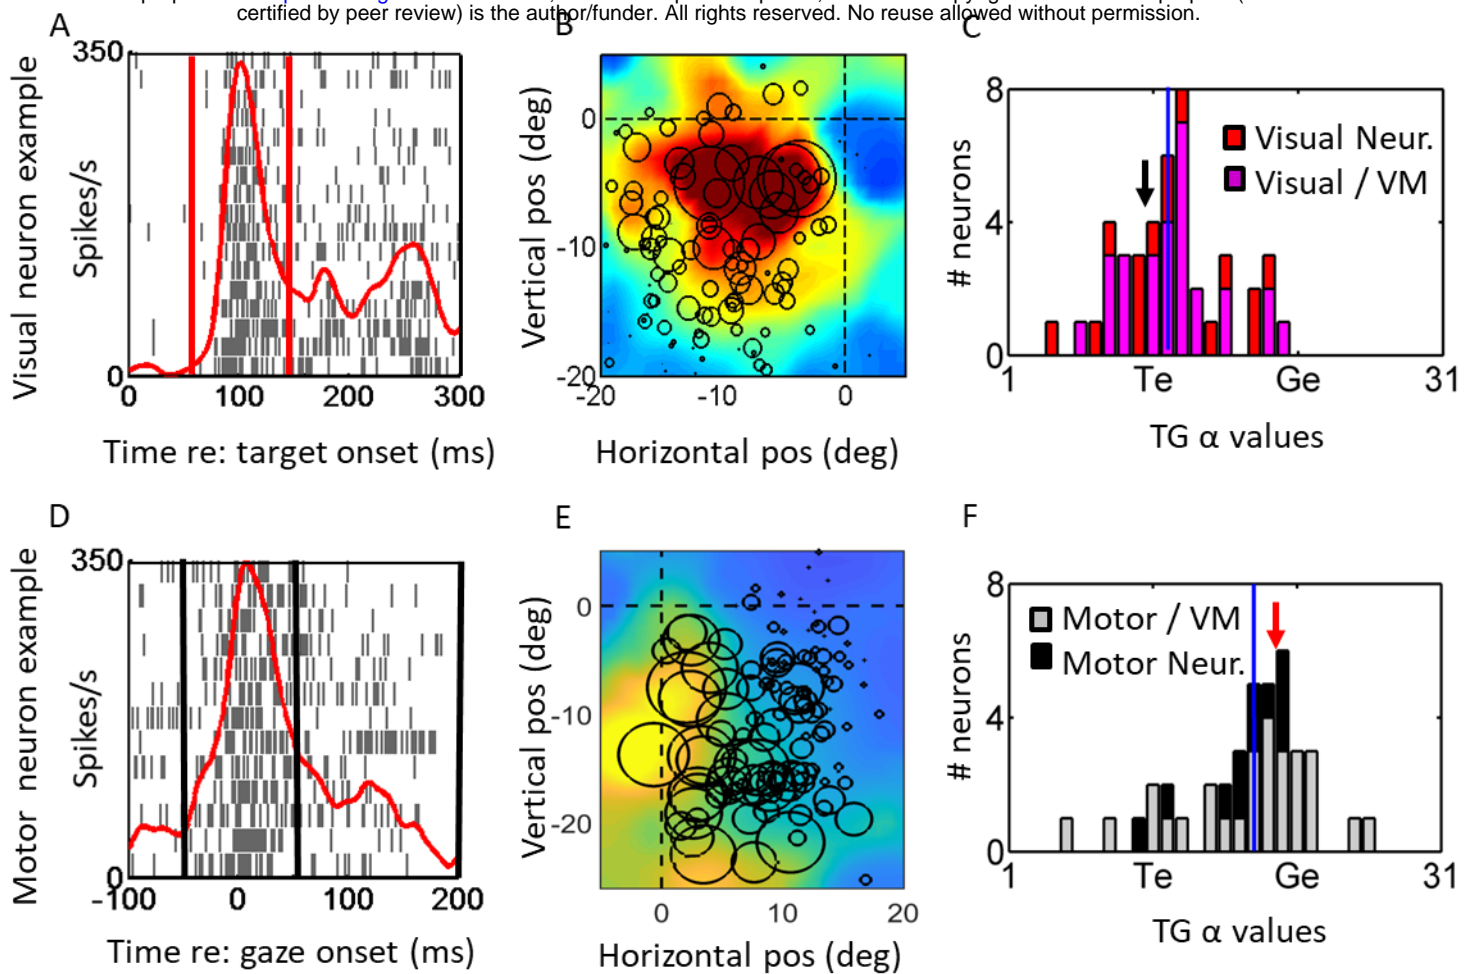 certified by peer review) is the author/funder. All rights reserved. No reuse allowed without permission.
A
B
C
Visual neuron example
Spikes/s
350
0
0 100 200 300
Time re: target onset (ms)
Vertical pos (deg)
0
-10
-20
-20 -10 0
Horizontal pos (deg)
# neurons
8
4
0
Visual Neur.
Visual / VM
1 Te Ge 31
TG α values
D
E
F
Motor neuron example
Spikes/s
350
0
-100 0 100 200
Time re: gaze onset (ms)
Vertical pos (deg)
0
-10
-20
0 10 20
Horizontal pos (deg)
# neurons
8
4
0
Motor / VM
Motor Neur.
1 Te Ge 31
TG α values